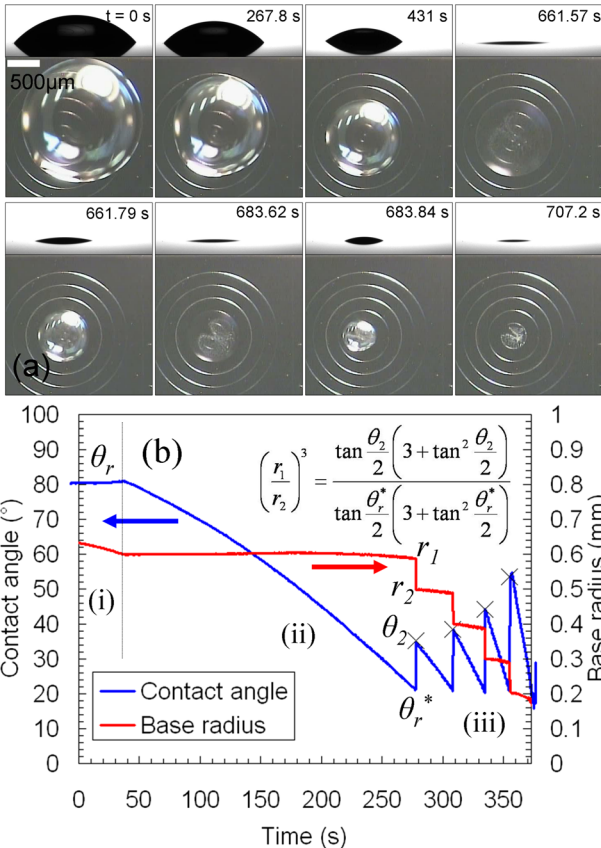 t = 0 s
267.8 s
431 s
661.57 s
500μm
661.79 s
683.62 s
683.84 s
707.2 s
(a)
100
90
80
70
60
50
40
30
20
10
0
Contact angle (°)
θr
(b)
(r1/r2)^3 = tan θ2/2 (3 + tan^2 θ2/2) / tan θr*/2 (3 + tan^2 θr*/2)
r1
r2
(i)
(ii)
θ2
θr*
(iii)
Contact angle
Base radius
1
0.9
0.8
0.7
0.6
0.5
0.4
0.3
0.2
0.1
0
Base radius (mm)
0 50 100 150 200 250 300 350
Time (s)